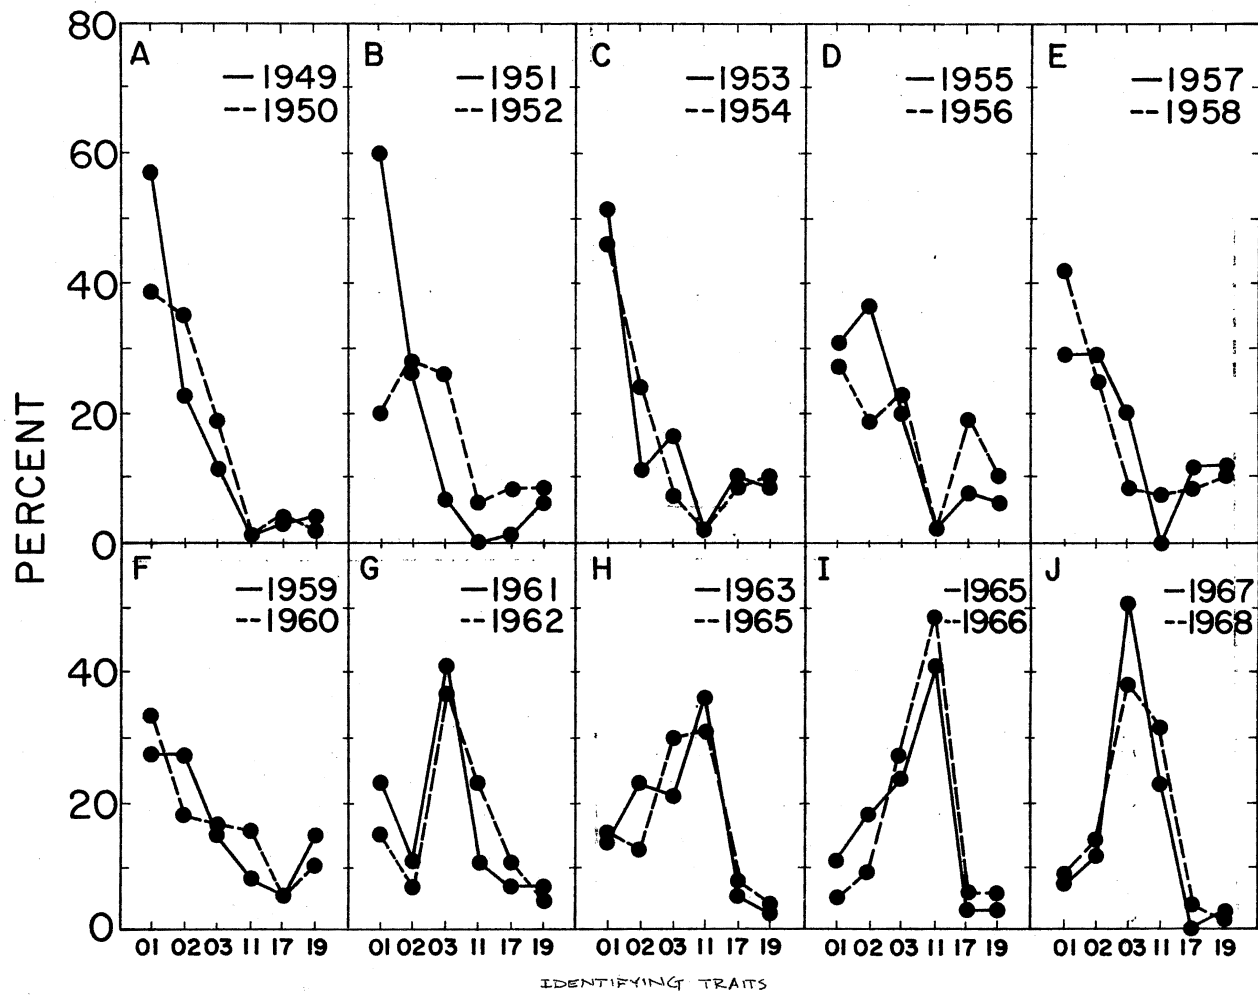 80
A
—1949
--1950
B
—1951
--1952
C
—1953
--1954
D
—1955
--1956
E
—1957
--1958
60
40
20
0
PERCENT
F
—1959
--1960
G
—1961
--1962
H
—1963
--1965
I
—1965
--1966
J
—1967
--1968
40
20
0
01 02 03 11 17 19 01 02 03 11 17 19 01 02 03 11 17 19 01 02 03 11 17 19 01 02 03 11 17 19
IDENTIFYING TRAITS